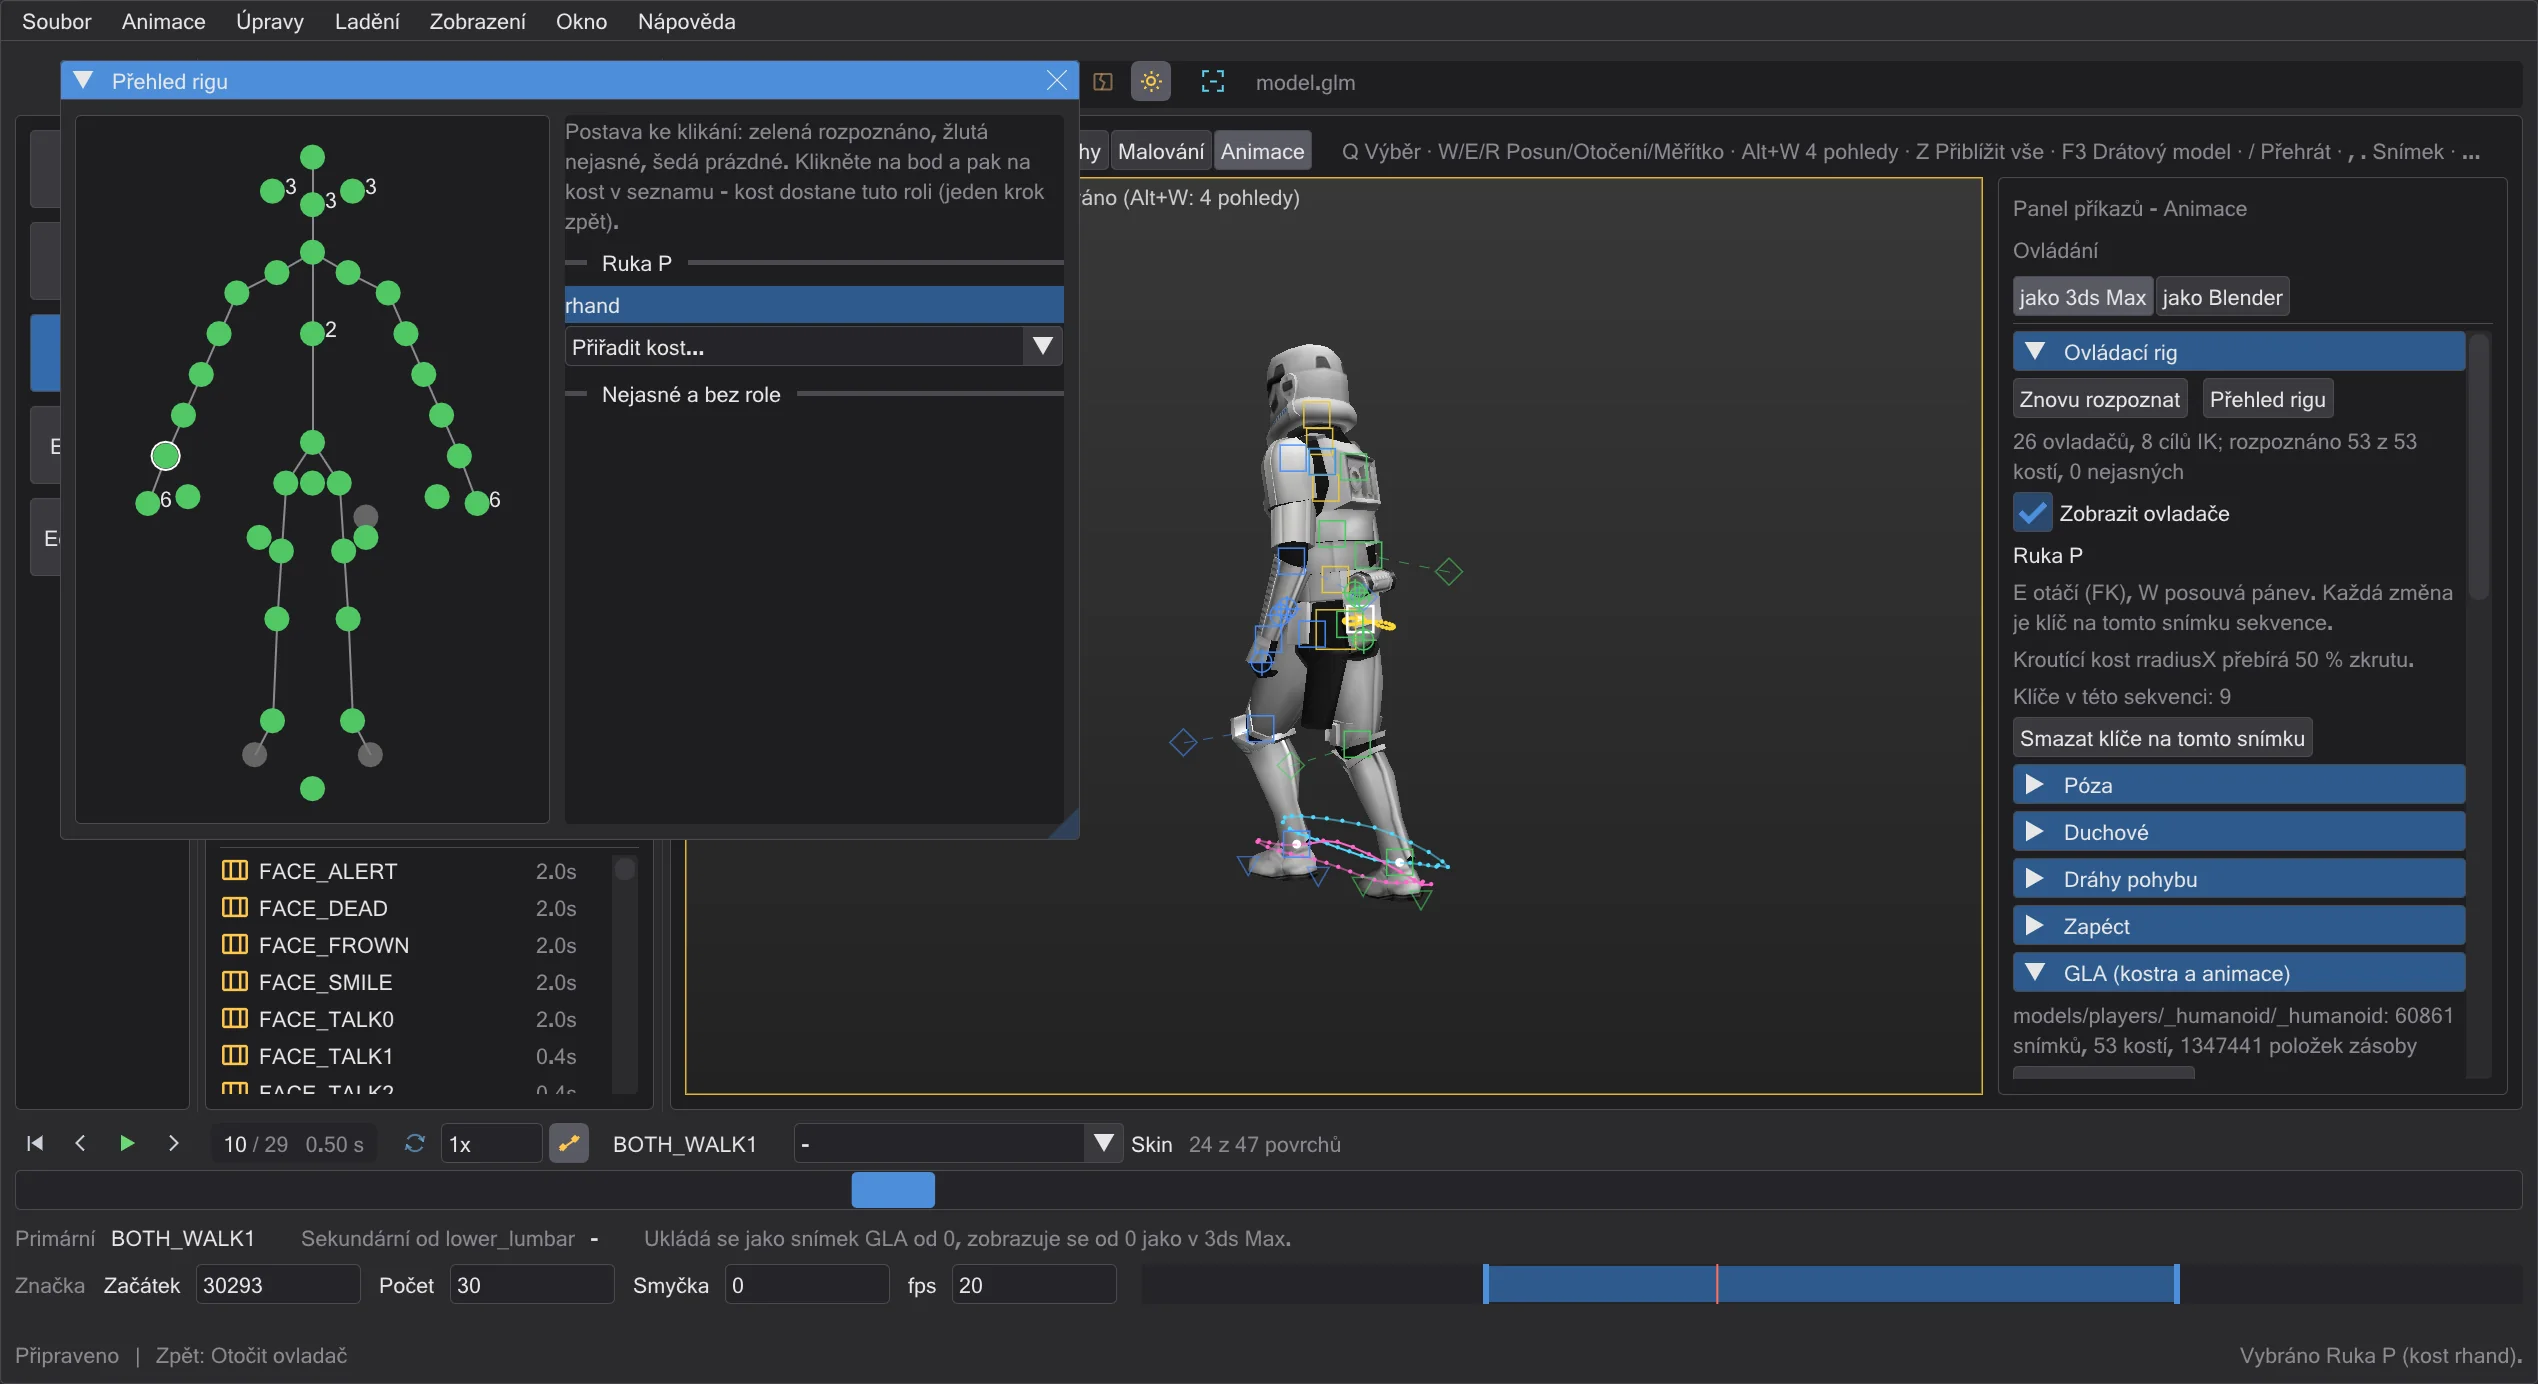 Soubor Animace Úpravy Ladění Zobrazení Okno Nápověda
Přehled rigu
model.glm
Postava ke klikání: zelená rozpoznáno, žlutá
nejasné, šedá prázdné. Klikněte na bod a pak na
kost v seznamu - kost dostane tuto roli (jeden krok
zpět).
Ruka P
rhand
Přiřadit kost...
Nejasné a bez role
3 3
3
2
6 6
hy Malování Animace Q Výběr · W/E/R Posun/Otočení/Měřítko · Alt+W 4 pohledy · Z Přiblížit vše · F3 Drátový model · / Přehrát · , . Snímek · ...
áno (Alt+W: 4 pohledy)
Panel příkazů - Animace
Ovládání
jako 3ds Max jako Blender
Ovládací rig
Znovu rozpoznat Přehled rigu
26 ovladačů, 8 cílů IK; rozpoznáno 53 z 53
kostí, 0 nejasných
Zobrazit ovladače
Ruka P
E otáčí (FK), W posouvá pánev. Každá změna
je klíč na tomto snímku sekvence.
Kroutící kost rradiusX přebírá 50 % zkrutu.
Klíče v této sekvenci: 9
Smazat klíče na tomto snímku
Póza
Duchové
Dráhy pohybu
Zapéct
GLA (kostra a animace)
models/players/_humanoid/_humanoid: 60861
snímků, 53 kostí, 1347441 položek zásoby
FACE_ALERT 2.0s
FACE_DEAD 2.0s
FACE_FROWN 2.0s
FACE_SMILE 2.0s
FACE_TALK0 2.0s
FACE_TALK1 0.4s
FACE_TALK2 0.4s
10 / 29 0.50 s 1x BOTH_WALK1 - Skin 24 z 47 povrchů
Primární BOTH_WALK1 Sekundární od lower_lumbar - Ukládá se jako snímek GLA od 0, zobrazuje se od 0 jako v 3ds Max.
Značka Začátek 30293 Počet 30 Smyčka 0 fps 20
Připraveno | Zpět: Otočit ovladač
Vybráno Ruka P (kost rhand).